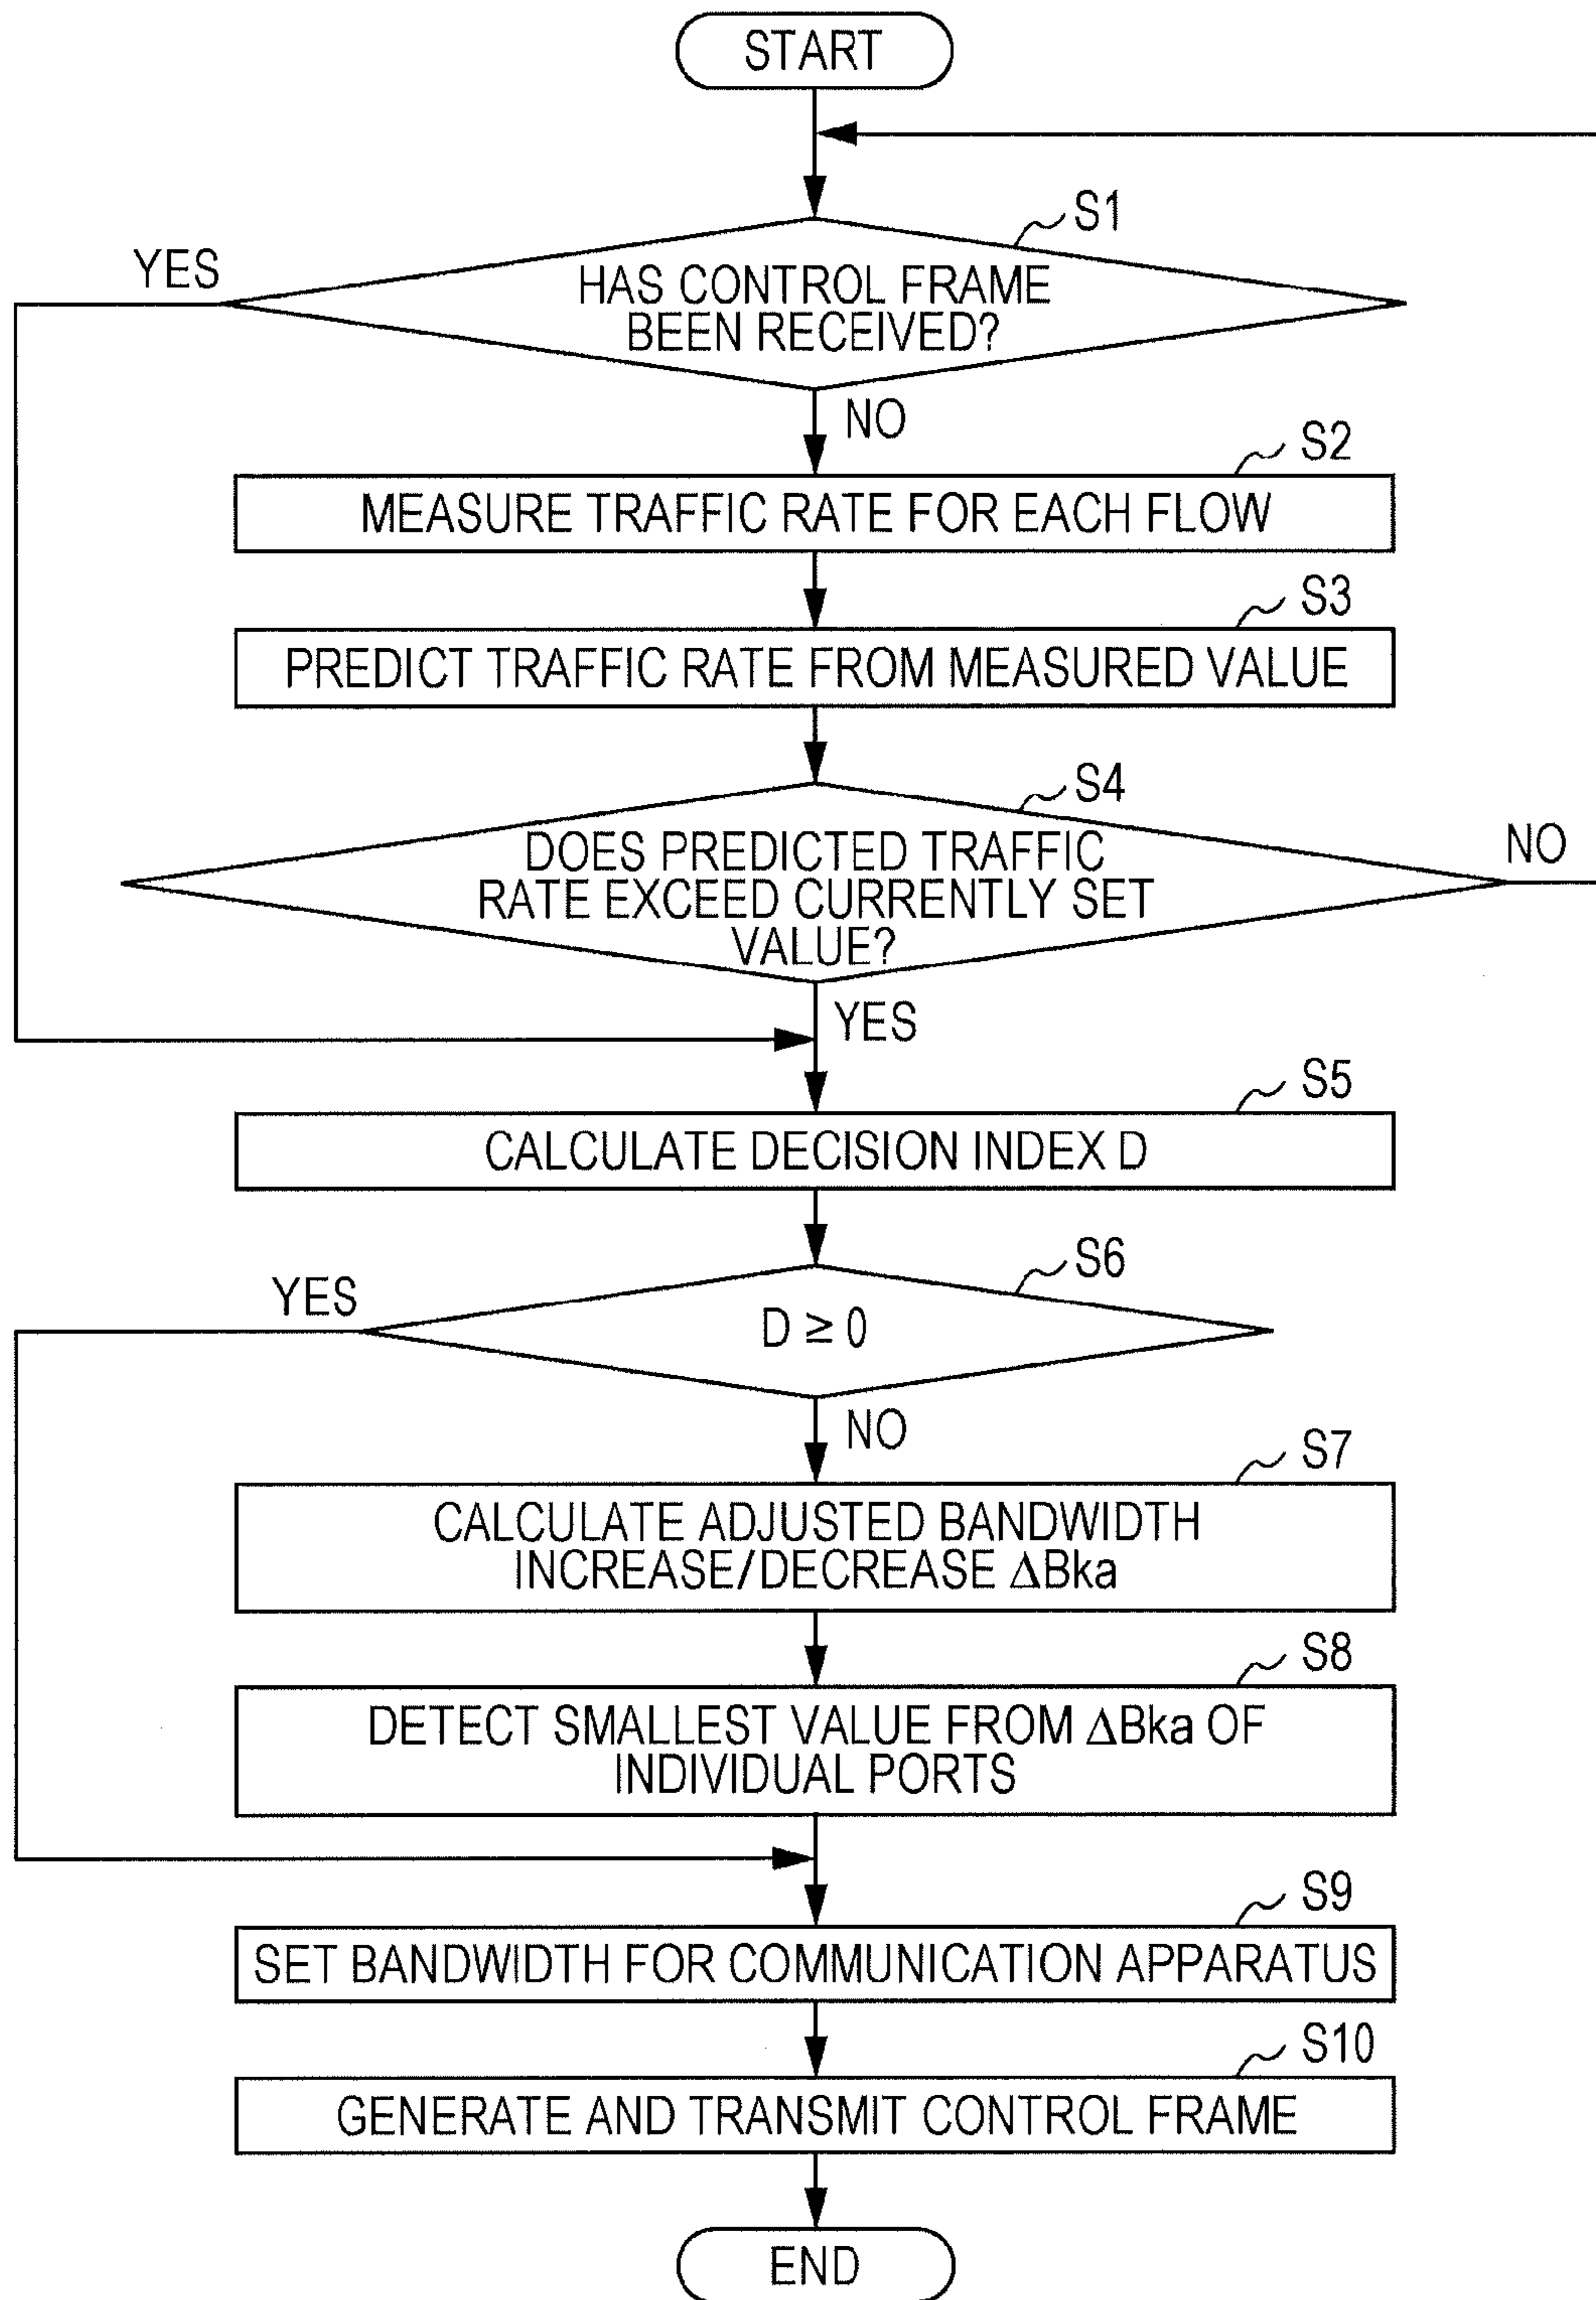 START
S1
YES
HAS CONTROL FRAME
BEEN RECEIVED?
NO
S2
MEASURE TRAFFIC RATE FOR EACH FLOW
S3
PREDICT TRAFFIC RATE FROM MEASURED VALUE
S4
DOES PREDICTED TRAFFIC
RATE EXCEED CURRENTLY SET
VALUE?
NO
YES
S5
CALCULATE DECISION INDEX D
S6
YES
D ≥ 0
NO
S7
CALCULATE ADJUSTED BANDWIDTH
INCREASE/DECREASE ΔBka
S8
DETECT SMALLEST VALUE FROM ΔBka OF
INDIVIDUAL PORTS
S9
SET BANDWIDTH FOR COMMUNICATION APPARATUS
S10
GENERATE AND TRANSMIT CONTROL FRAME
END